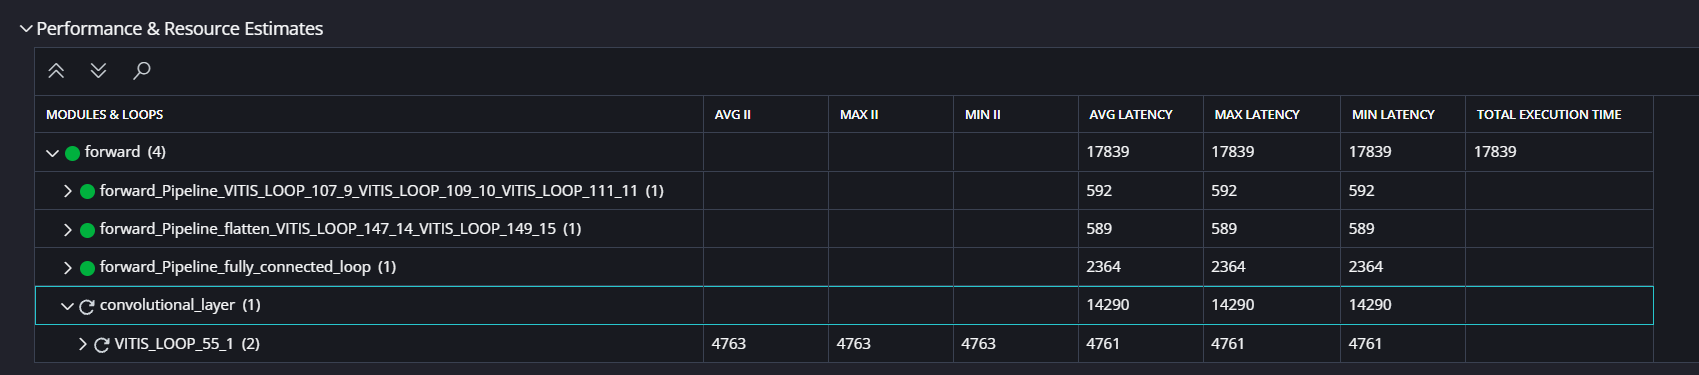 Performance & Resource Estimates
MODULES & LOOPS AVG II MAX II MIN II AVG LATENCY MAX LATENCY MIN LATENCY TOTAL EXECUTION TIME
forward (4) 17839 17839 17839 17839
forward_Pipeline_VITIS_LOOP_107_9_VITIS_LOOP_109_10_VITIS_LOOP_111_11 (1) 592 592 592
forward_Pipeline_flatten_VITIS_LOOP_147_14_VITIS_LOOP_149_15 (1) 589 589 589
forward_Pipeline_fully_connected_loop (1) 2364 2364 2364
convolutional_layer (1) 14290 14290 14290
VITIS_LOOP_55_1 (2) 4763 4763 4763 4761 4761 4761